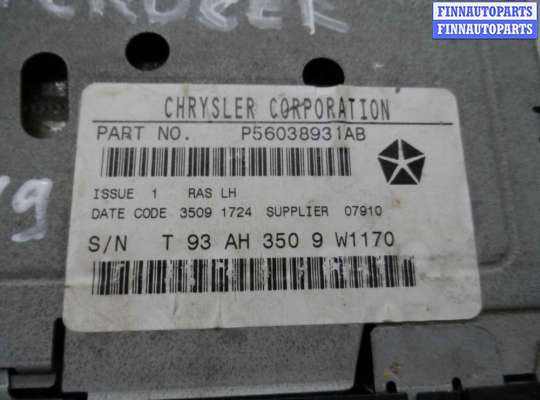 FINNAUTOPARTS
FINNAUTOPARTS
CHRYSLER CORPORATION
PART NO. P56038931AB
ISSUE 1 RAS LH
DATE CODE 3509 1724 SUPPLIER 07910
S/N T 93 AH 350 9 W1170